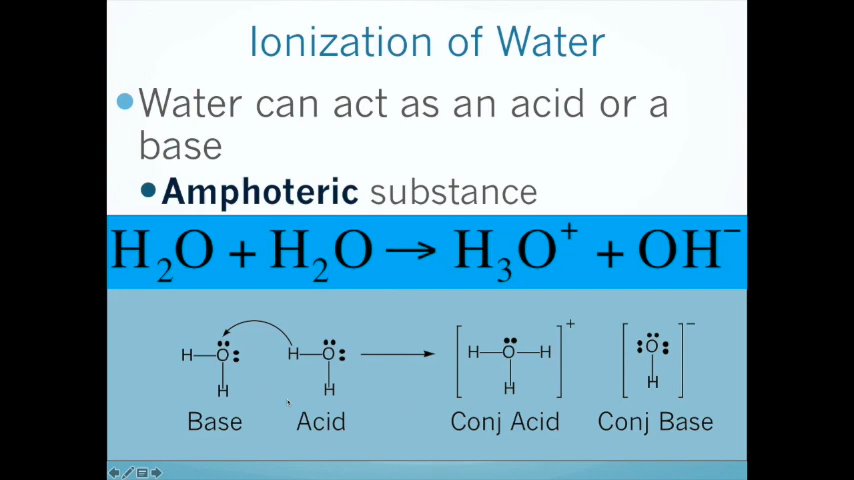 Ionization of Water
•Water can act as an acid or a
base
•Amphoteric substance
H₂O + H₂O → H₃O⁺ + OH⁻
H–O: H–O: → [H–O–H]⁺ [:O:]⁻
H H H H
Base Acid Conj Acid Conj Base